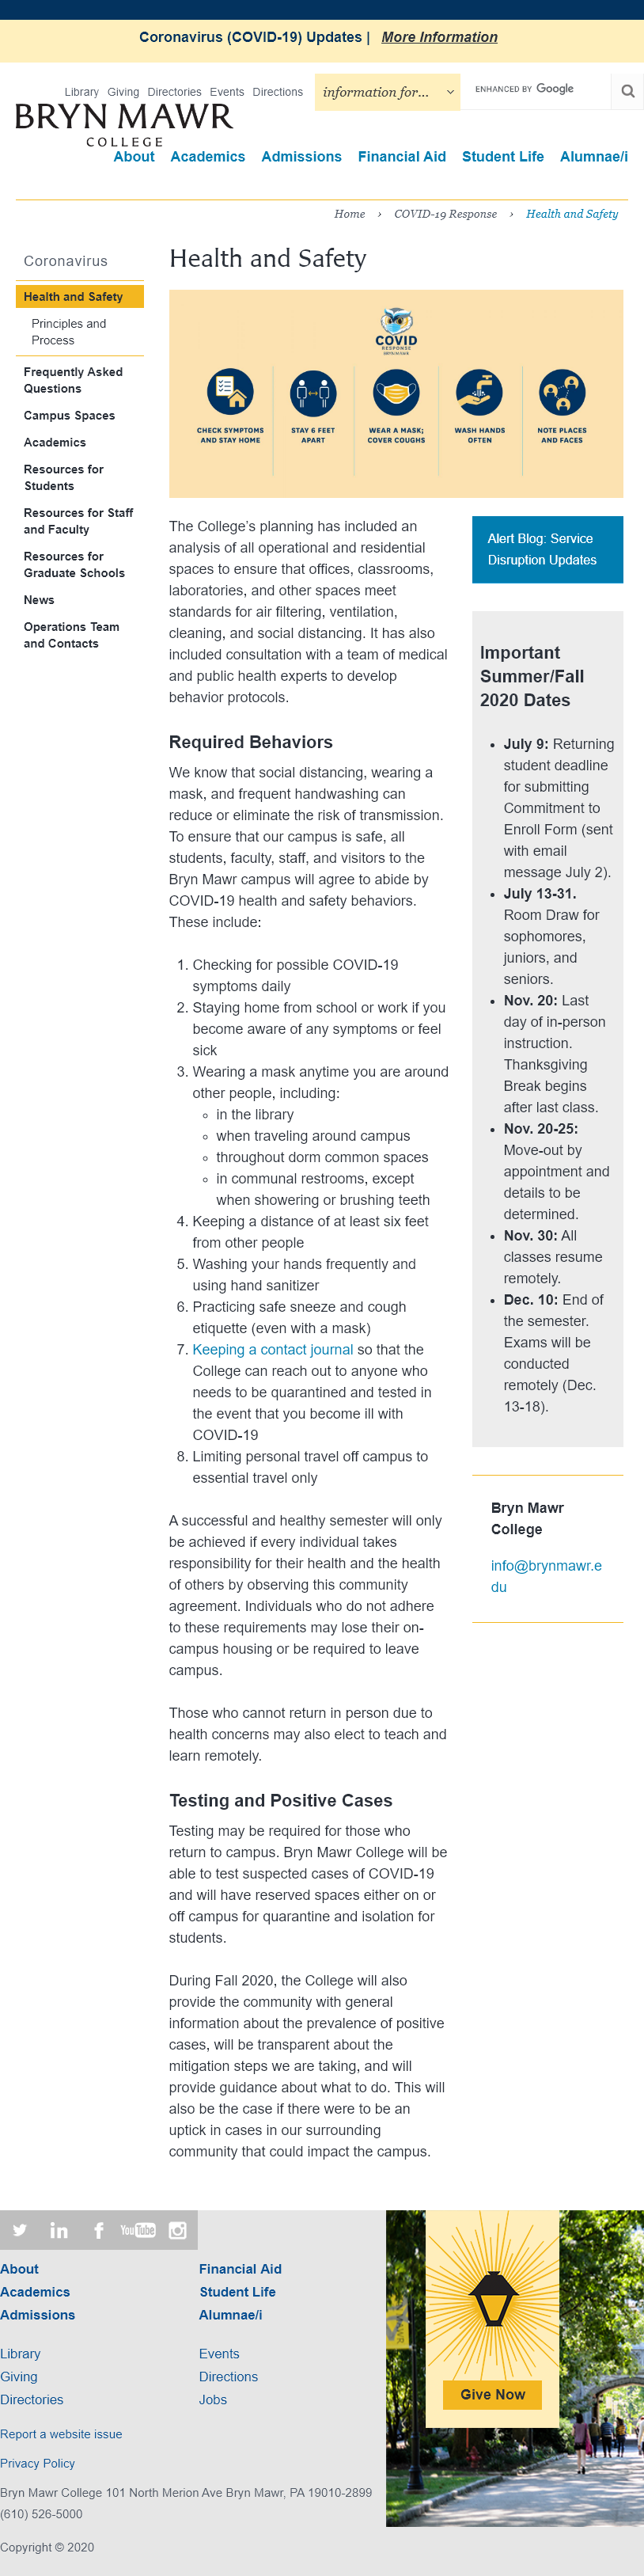 Coronavirus (COVID-19) Updates | More Information
Library Giving Directories Events Directions
information for...
ENHANCED BY Google
BRYN MAWR
COLLEGE
About Academics Admissions Financial Aid Student Life Alumnae/i
Home › COVID-19 Response › Health and Safety
Coronavirus
Health and Safety
Principles and
Process
Frequently Asked
Questions
Campus Spaces
Academics
Resources for
Students
Resources for Staff
and Faculty
Resources for
Graduate Schools
News
Operations Team
and Contacts
Health and Safety
COVID
RESPONSE
BRYN MAWR
CHECK SYMPTOMS
AND STAY HOME
STAY 6 FEET
APART
WEAR A MASK;
COVER COUGHS
WASH HANDS
OFTEN
NOTE PLACES
AND FACES
The College's planning has included an
analysis of all operational and residential
spaces to ensure that offices, classrooms,
laboratories, and other spaces meet
standards for air filtering, ventilation,
cleaning, and social distancing. It has also
included consultation with a team of medical
and public health experts to develop
behavior protocols.
Required Behaviors
We know that social distancing, wearing a
mask, and frequent handwashing can
reduce or eliminate the risk of transmission.
To ensure that our campus is safe, all
students, faculty, staff, and visitors to the
Bryn Mawr campus will agree to abide by
COVID-19 health and safety behaviors.
These include:
1. Checking for possible COVID-19
symptoms daily
2. Staying home from school or work if you
become aware of any symptoms or feel
sick
3. Wearing a mask anytime you are around
other people, including:
◦ in the library
◦ when traveling around campus
◦ throughout dorm common spaces
◦ in communal restrooms, except
when showering or brushing teeth
4. Keeping a distance of at least six feet
from other people
5. Washing your hands frequently and
using hand sanitizer
6. Practicing safe sneeze and cough
etiquette (even with a mask)
7. Keeping a contact journal so that the
College can reach out to anyone who
needs to be quarantined and tested in
the event that you become ill with
COVID-19
8. Limiting personal travel off campus to
essential travel only
A successful and healthy semester will only
be achieved if every individual takes
responsibility for their health and the health
of others by observing this community
agreement. Individuals who do not adhere
to these requirements may lose their on-
campus housing or be required to leave
campus.
Those who cannot return in person due to
health concerns may also elect to teach and
learn remotely.
Testing and Positive Cases
Testing may be required for those who
return to campus. Bryn Mawr College will be
able to test suspected cases of COVID-19
and will have reserved spaces either on or
off campus for quarantine and isolation for
students.
During Fall 2020, the College will also
provide the community with general
information about the prevalence of positive
cases, will be transparent about the
mitigation steps we are taking, and will
provide guidance about what to do. This will
also be the case if there were to be an
uptick in cases in our surrounding
community that could impact the campus.
Alert Blog: Service
Disruption Updates
Important
Summer/Fall
2020 Dates
• July 9: Returning
student deadline
for submitting
Commitment to
Enroll Form (sent
with email
message July 2).
• July 13-31.
Room Draw for
sophomores,
juniors, and
seniors.
• Nov. 20: Last
day of in-person
instruction.
Thanksgiving
Break begins
after last class.
• Nov. 20-25:
Move-out by
appointment and
details to be
determined.
• Nov. 30: All
classes resume
remotely.
• Dec. 10: End of
the semester.
Exams will be
conducted
remotely (Dec.
13-18).
Bryn Mawr
College
info@brynmawr.e
du
You Tube
About
Academics
Admissions
Financial Aid
Student Life
Alumnae/i
Library
Giving
Directories
Events
Directions
Jobs
Report a website issue
Privacy Policy
Bryn Mawr College 101 North Merion Ave Bryn Mawr, PA 19010-2899
(610) 526-5000
Copyright © 2020
Give Now